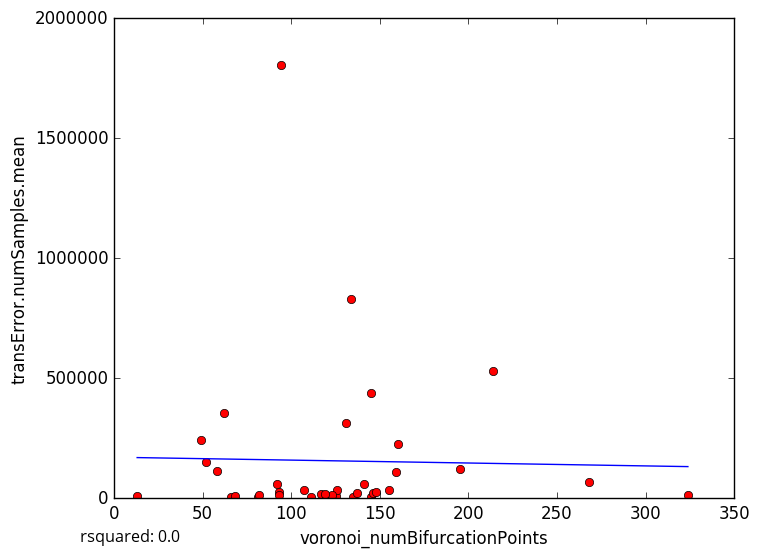 2000000
1500000
1000000
500000
0
transError.numSamples.mean
0 50 100 150 200 250 300 350
voronoi_numBifurcationPoints
rsquared: 0.0